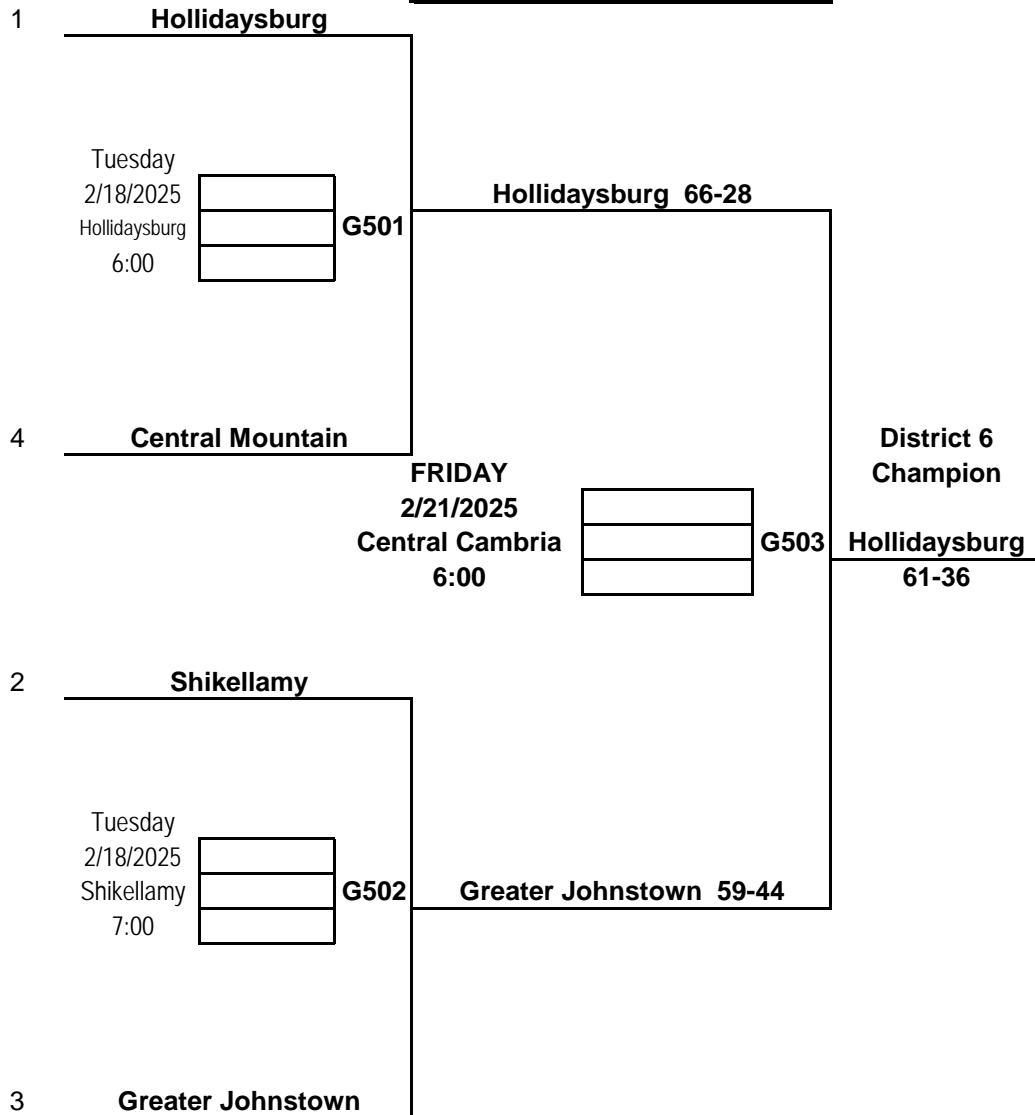 1 Hollidaysburg
Tuesday
2/18/2025
Hollidaysburg
6:00
G501
Hollidaysburg 66-28
4 Central Mountain
FRIDAY
2/21/2025
Central Cambria
6:00
G503
District 6
Champion
Hollidaysburg
61-36
2 Shikellamy
Tuesday
2/18/2025
Shikellamy
7:00
G502
Greater Johnstown 59-44
3 Greater Johnstown